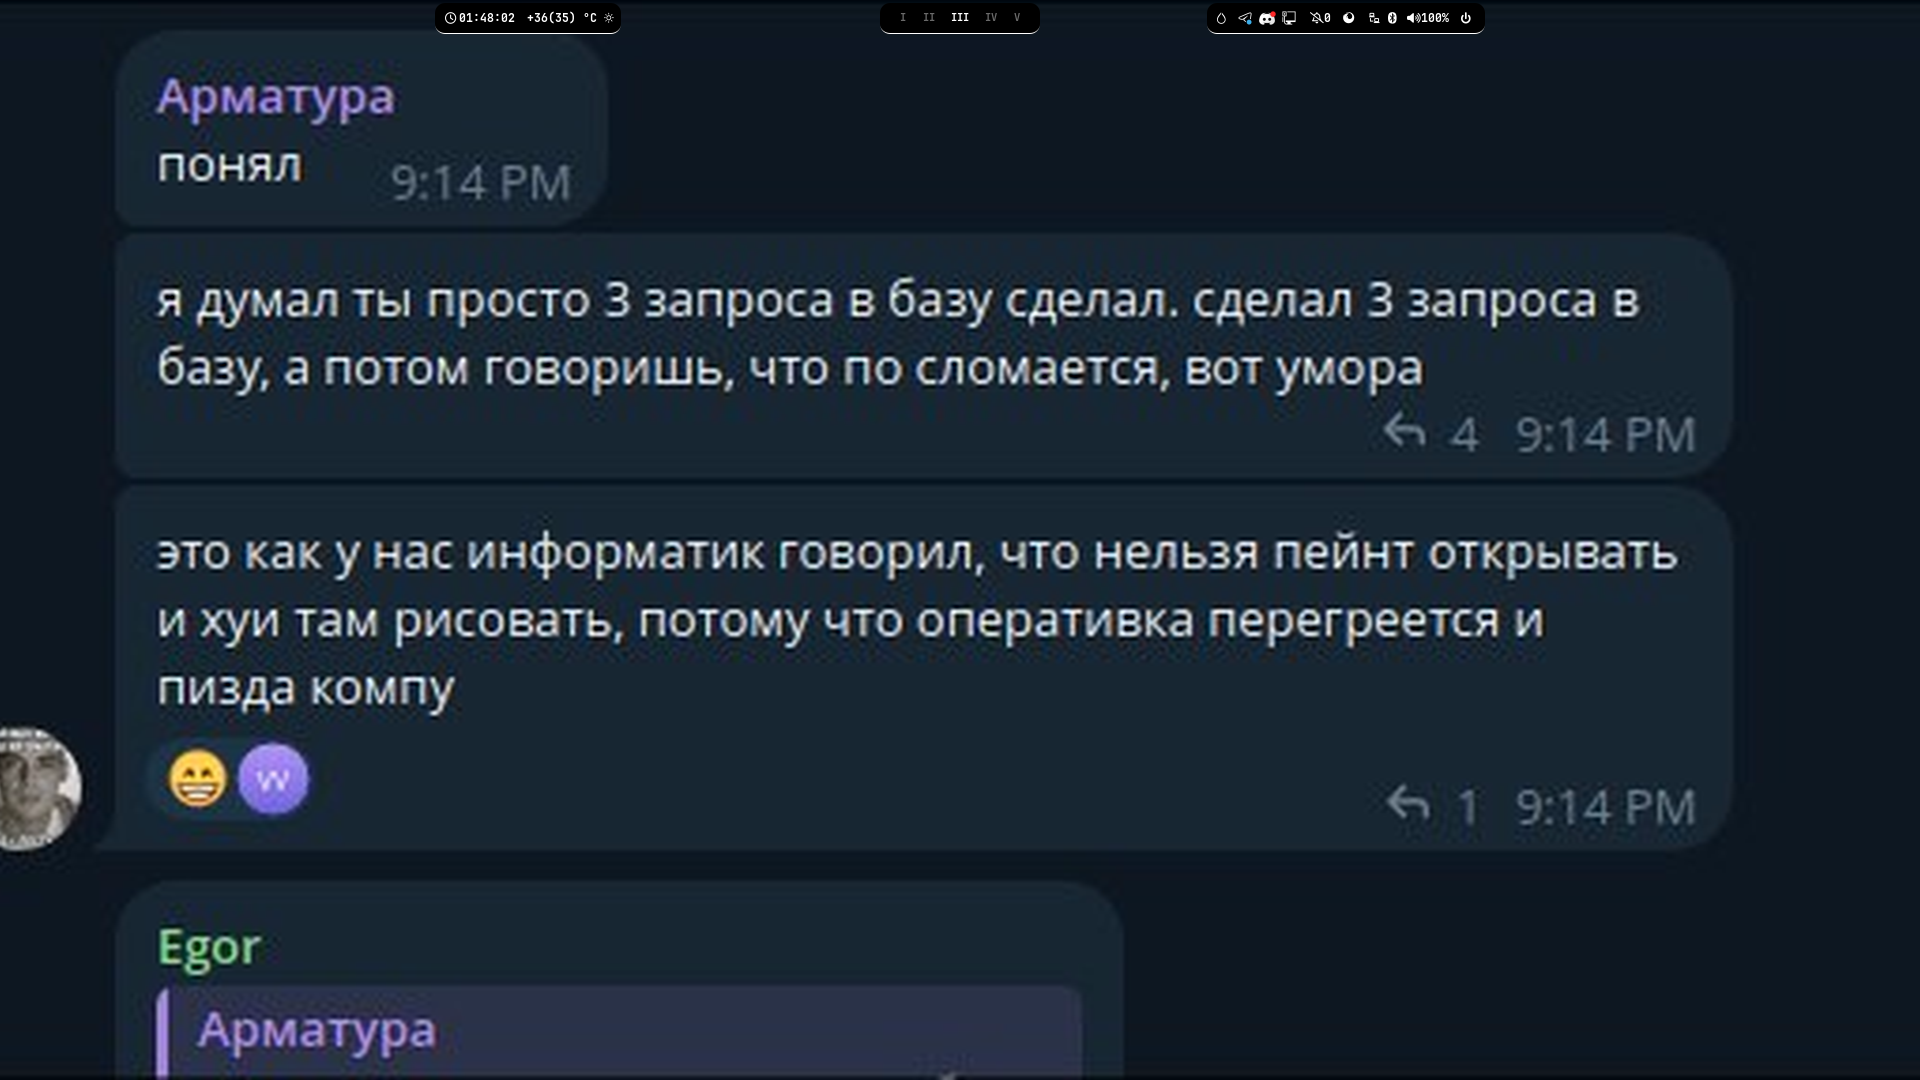 01:48:02 +36(35) °C
I II III IV V
0 100%
Арматура
понял 9:14 PM
я думал ты просто 3 запроса в базу сделал. сделал 3 запроса в
базу, а потом говоришь, что по сломается, вот умора
4 9:14 PM
это как у нас информатик говорил, что нельзя пейнт открывать
и хуи там рисовать, потому что оперативка перегреется и
пизда компу
1 9:14 PM
Egor
Арматура